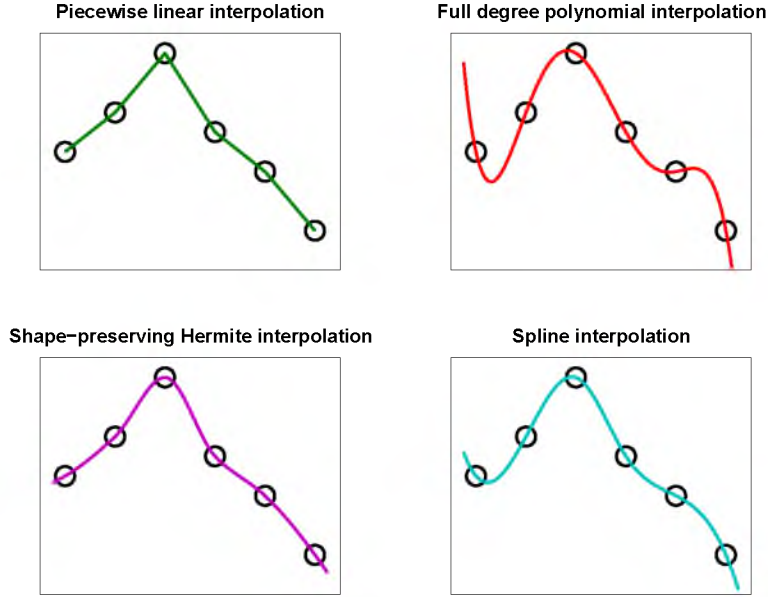 Piecewise linear interpolation
Full degree polynomial interpolation
Shape−preserving Hermite interpolation
Spline interpolation